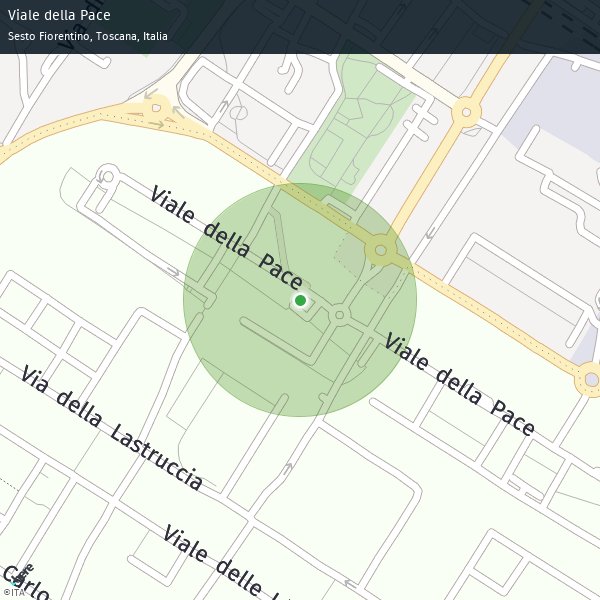 Viale della Pace
Sesto Fiorentino, Toscana, Italia
Viale della Pace
Viale della Pace
Via della Lastruccia
Viale delle
Carlo
©ITA